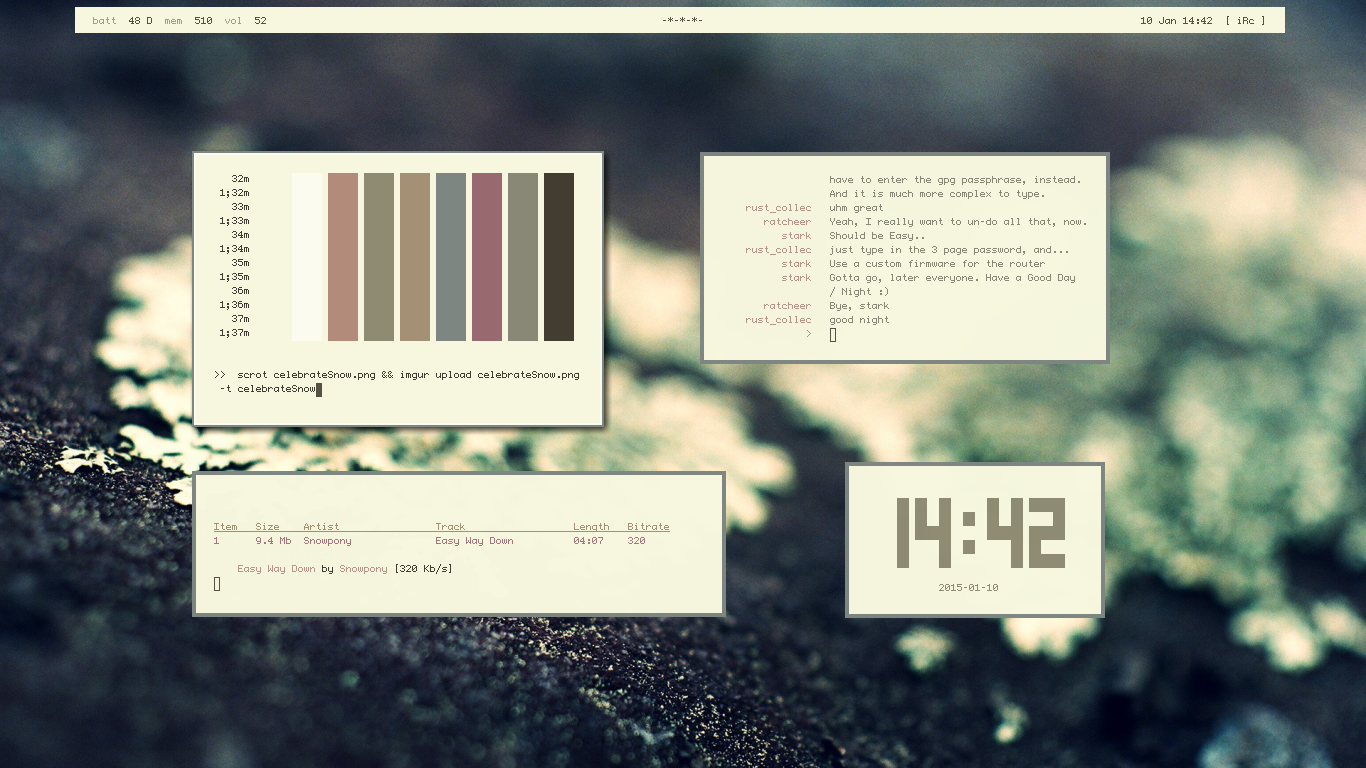 batt 48 D mem 510 vol 52
-*-*-*-
10 Jan 14:42 [ iRc ]
32m
1;32m
33m
1;33m
34m
1;34m
35m
1;35m
36m
1;36m
37m
1;37m
>> scrot celebrateSnow.png && imgur upload celebrateSnow.png
-t celebrateSnow
have to enter the gpg passphrase, instead.
And it is much more complex to type.
rust_collec uhm great
ratcheer Yeah, I really want to un-do all that, now.
stark Should be Easy..
rust_collec just type in the 3 page password, and...
stark Use a custom firmware for the router
stark Gotta go, later everyone. Have a Good Day
/ Night :)
ratcheer Bye, stark
rust_collec good night
>
Item Size Artist Track Length Bitrate
1 9.4 Mb Snowpony Easy Way Down 04:07 320
Easy Way Down by Snowpony [320 Kb/s]
14:42
2015-01-10